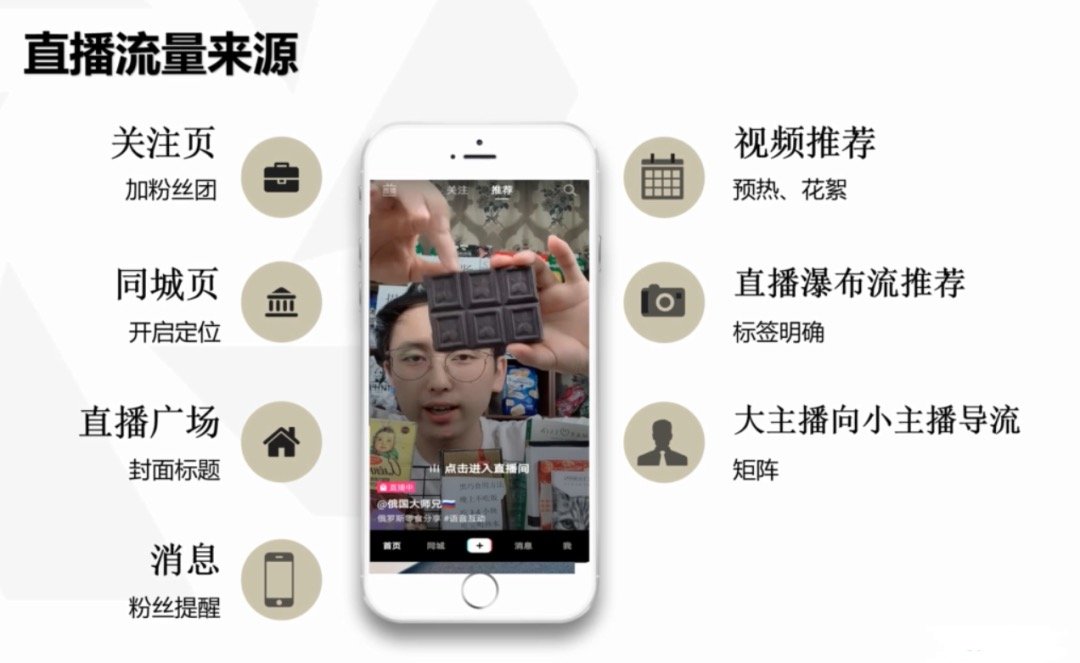 直播流量来源
关注页
加粉丝团
同城页
开启定位
直播广场
封面标题
消息
粉丝提醒
关注 推荐
点击进入直播间
直播中
@俄国大师兄🇷🇺
俄罗斯零食分享 #语音互动
首页 同城 + 消息 我
视频推荐
预热、花絮
直播瀑布流推荐
标签明确
大主播向小主播导流
矩阵